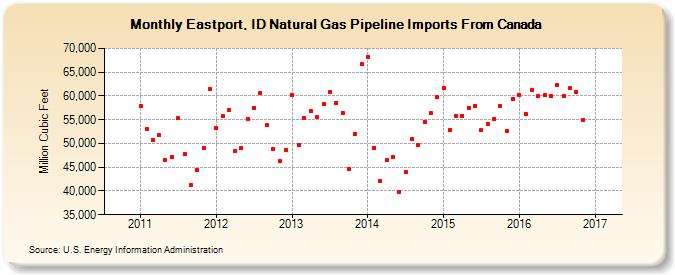 Monthly Eastport, ID Natural Gas Pipeline Imports From Canada
Million Cubic Feet
70,000
65,000
60,000
55,000
50,000
45,000
40,000
35,000
2011 2012 2013 2014 2015 2016 2017
Source: U.S. Energy Information Administration